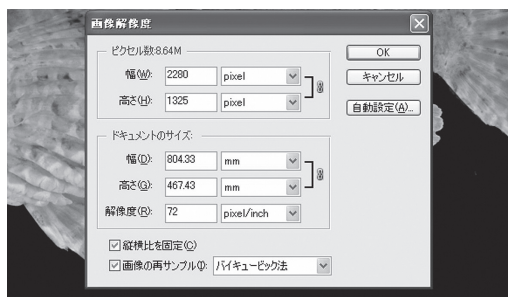 画像解像度
ピクセル数:8.64M
幅(W): 2280 pixel
高さ(H): 1325 pixel
OK
キャンセル
自動設定(A)...
ドキュメントのサイズ:
幅(D): 804.33 mm
高さ(G): 467.43 mm
解像度(R): 72 pixel/inch
縦横比を固定(C)
画像の再サンプル(I): バイキュービック法